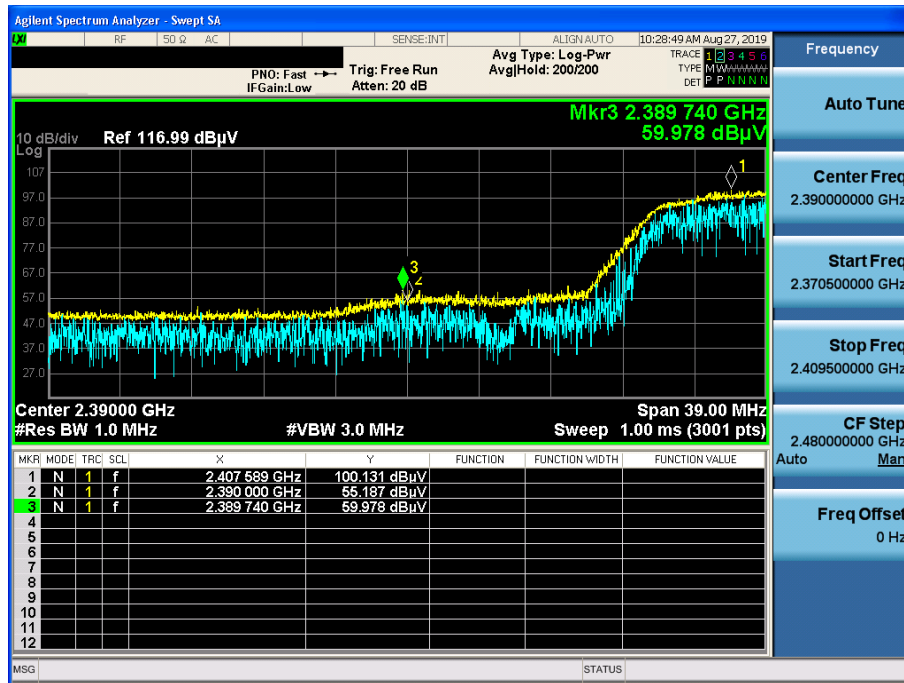 Agilent Spectrum Analyzer - Swept SA
LXI RF 50 Ω AC SENSE:INT ALIGN AUTO 10:28:49 AM Aug 27, 2019
PNO: Fast
IFGain:Low
Trig: Free Run
Atten: 20 dB
Avg Type: Log-Pwr
Avg|Hold: 200/200
TRACE 1 2 3 4 5 6
TYPE M W W W W W
DET P P N N N N
Mkr3 2.389 740 GHz
59.978 dBµV
10 dB/div Ref 116.99 dBµV
Log
107
97.0
87.0
77.0
67.0
57.0
47.0
37.0
27.0
1
3
2
Center 2.39000 GHz Span 39.00 MHz
#Res BW 1.0 MHz #VBW 3.0 MHz Sweep 1.00 ms (3001 pts)
MKR MODE TRC SCL X Y FUNCTION FUNCTION WIDTH FUNCTION VALUE
1 N 1 f 2.407 589 GHz 100.131 dBµV
2 N 1 f 2.390 000 GHz 55.187 dBµV
3 N 1 f 2.389 740 GHz 59.978 dBµV
4
5
6
7
8
9
10
11
12
MSG STATUS
Frequency
Auto Tune
Center Freq
2.390000000 GHz
Start Freq
2.370500000 GHz
Stop Freq
2.409500000 GHz
CF Step
2.480000000 GHz
Auto Man
Freq Offset
0 Hz